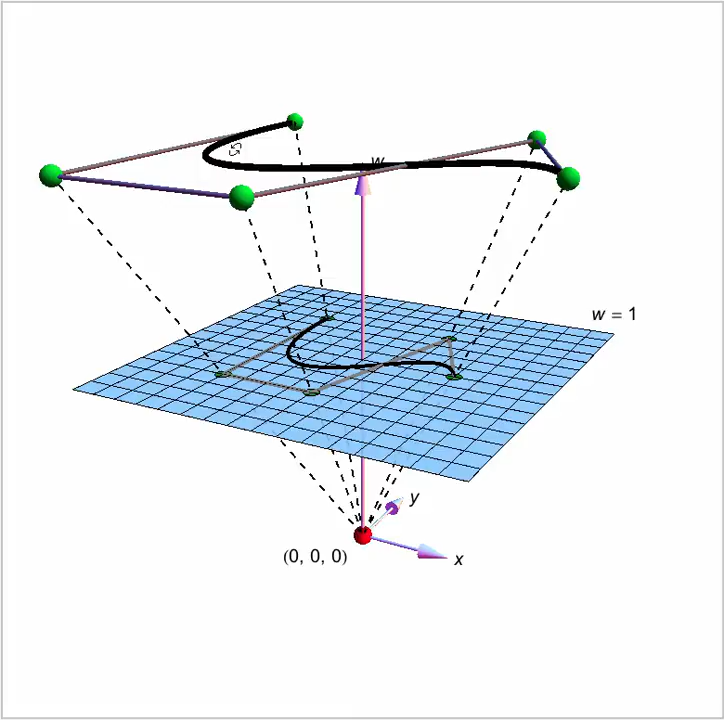 w
w = 1
y
(0, 0, 0)
x